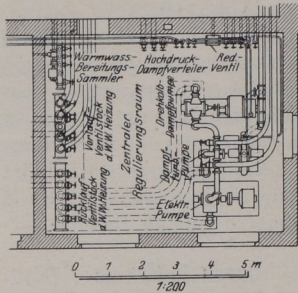 Warmwass-
Bereitungs-
Sammler
Hochdruck-
Dampfverteiler
Red.-
Ventil
Vorlauf-
Ventilstock
d.W.W. Heizung
Zentraler
Regulierungsraum
Dampfpumpe
Dampf-
Turb.-
Pumpe
Rücklauf-
Ventilstock
d.W.W. Heizung
Elektr.
Pumpe
0 1 2 3 4 5 m
1:200